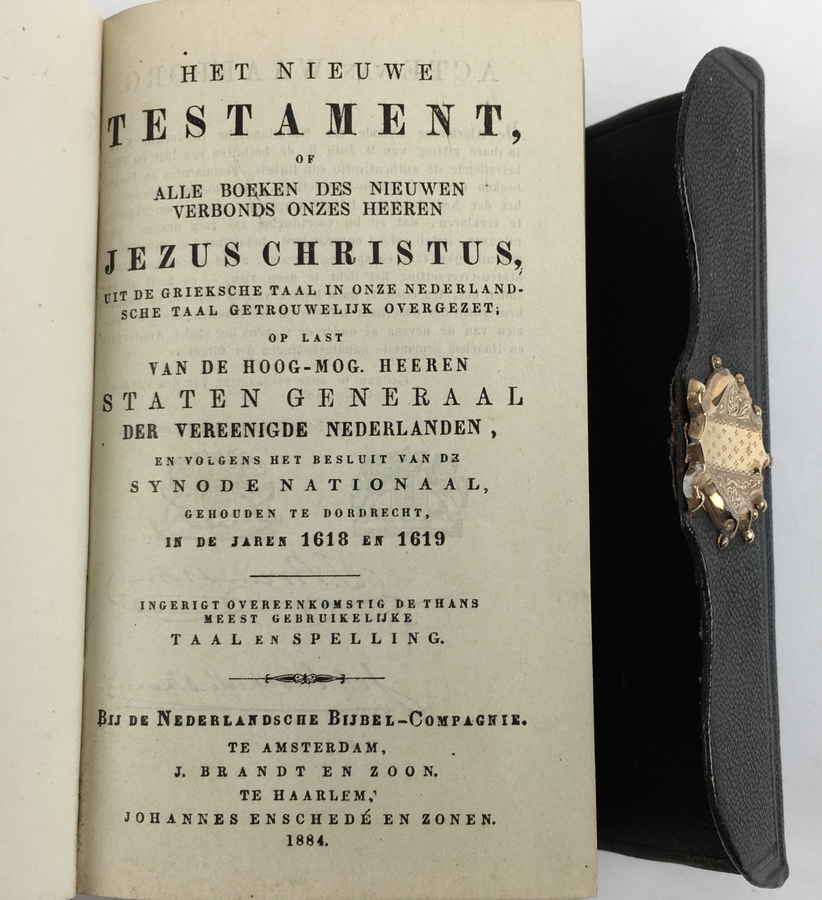 HET NIEUWE
TESTAMENT,
OF
ALLE BOEKEN DES NIEUWEN
VERBONDS ONZES HEEREN
JEZUS CHRISTUS,
UIT DE GRIEKSCHE TAAL IN ONZE NEDERLAND-
SCHE TAAL GETROUWELIJK OVERGEZET;
OP LAST
VAN DE HOOG-MOG. HEEREN
STATEN GENERAAL
DER VEREENIGDE NEDERLANDEN,
EN VOLGENS HET BESLUIT VAN DE
SYNODE NATIONAAL,
GEHOUDEN TE DORDRECHT,
IN DE JAREN 1618 EN 1619
INGERIGT OVEREENKOMSTIG DE THANS
MEEST GEBRUIKELIJKE
TAAL EN SPELLING.
BIJ DE NEDERLANDSCHE BIJBEL-COMPAGNIE.
TE AMSTERDAM,
J. BRANDT EN ZOON.
TE HAARLEM,
JOHANNES ENSCHEDÉ EN ZONEN.
1884.